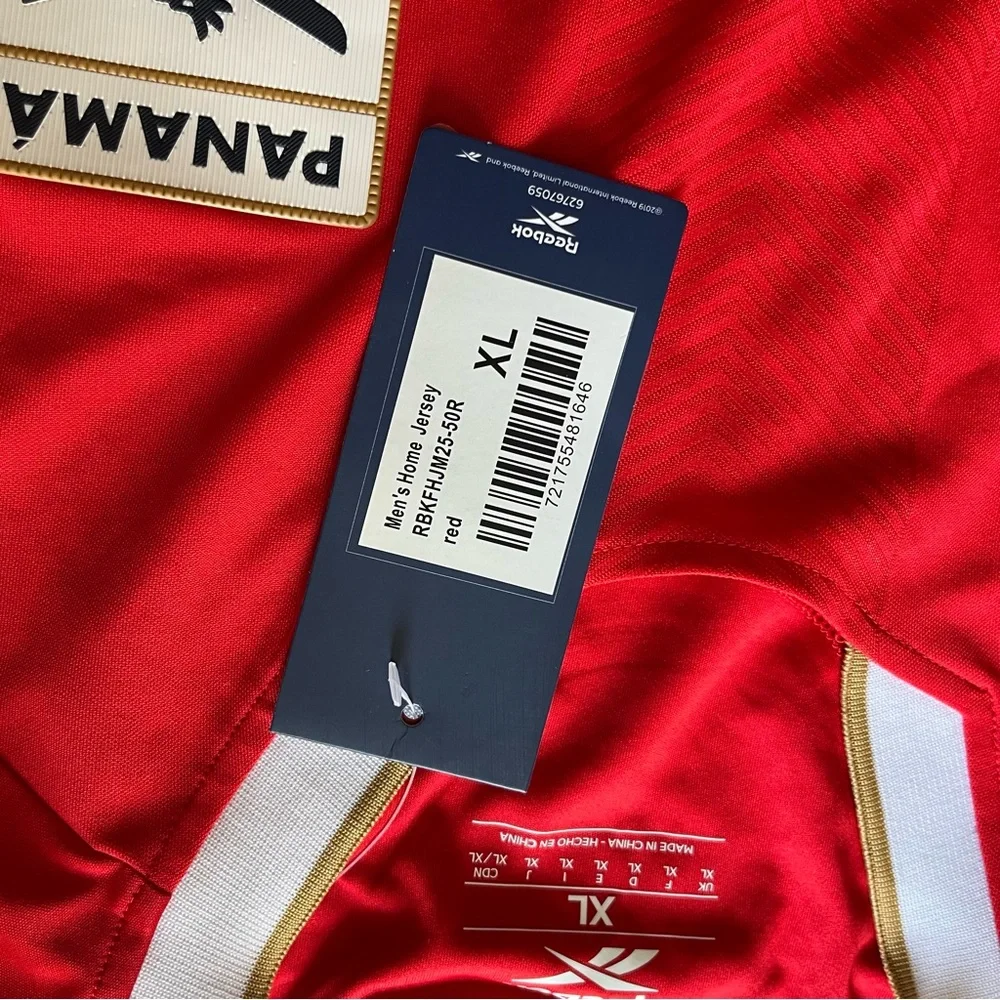 PANAMÁ
©2019 Reebok International Limited, Reebok and
62767059
Reebok
Men's Home Jersey
RBKFHJM25-50R
red
XL
721755481646
XL
UK F D E I J CDN
XL XL XL XL XL XL XL/XL
MADE IN CHINA - HECHO EN CHINA